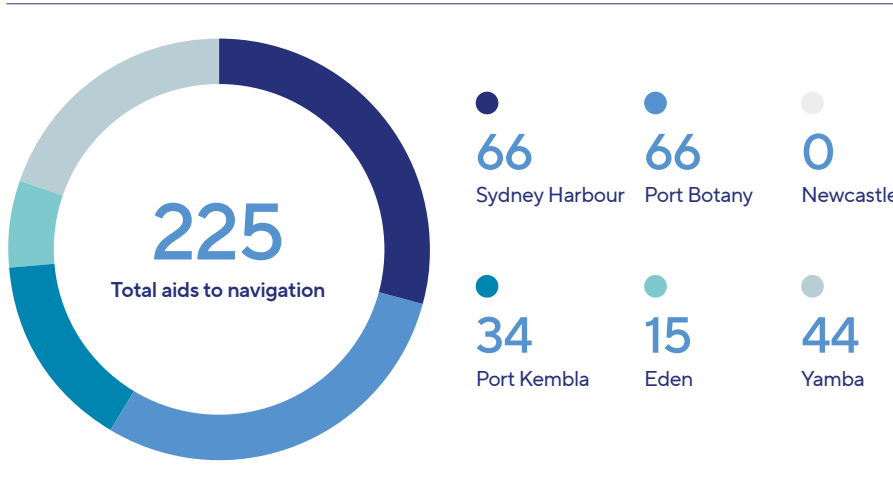 225
Total aids to navigation
66
Sydney Harbour
66
Port Botany
0
Newcastle
34
Port Kembla
15
Eden
44
Yamba